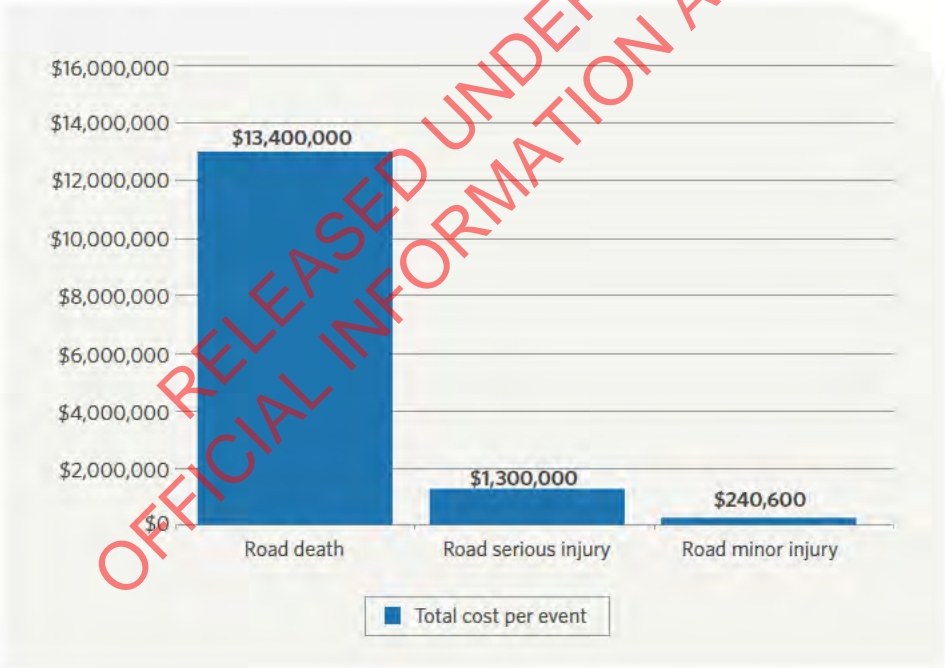 $16,000,000
$14,000,000
$13,400,000
$12,000,000
$10,000,000
$8,000,000
$6,000,000
$4,000,000
$2,000,000
$1,300,000
$240,600
$0
Road death
Road serious injury
Road minor injury
Total cost per event
RELEASED UNDER
OFFICIAL INFORMATION A